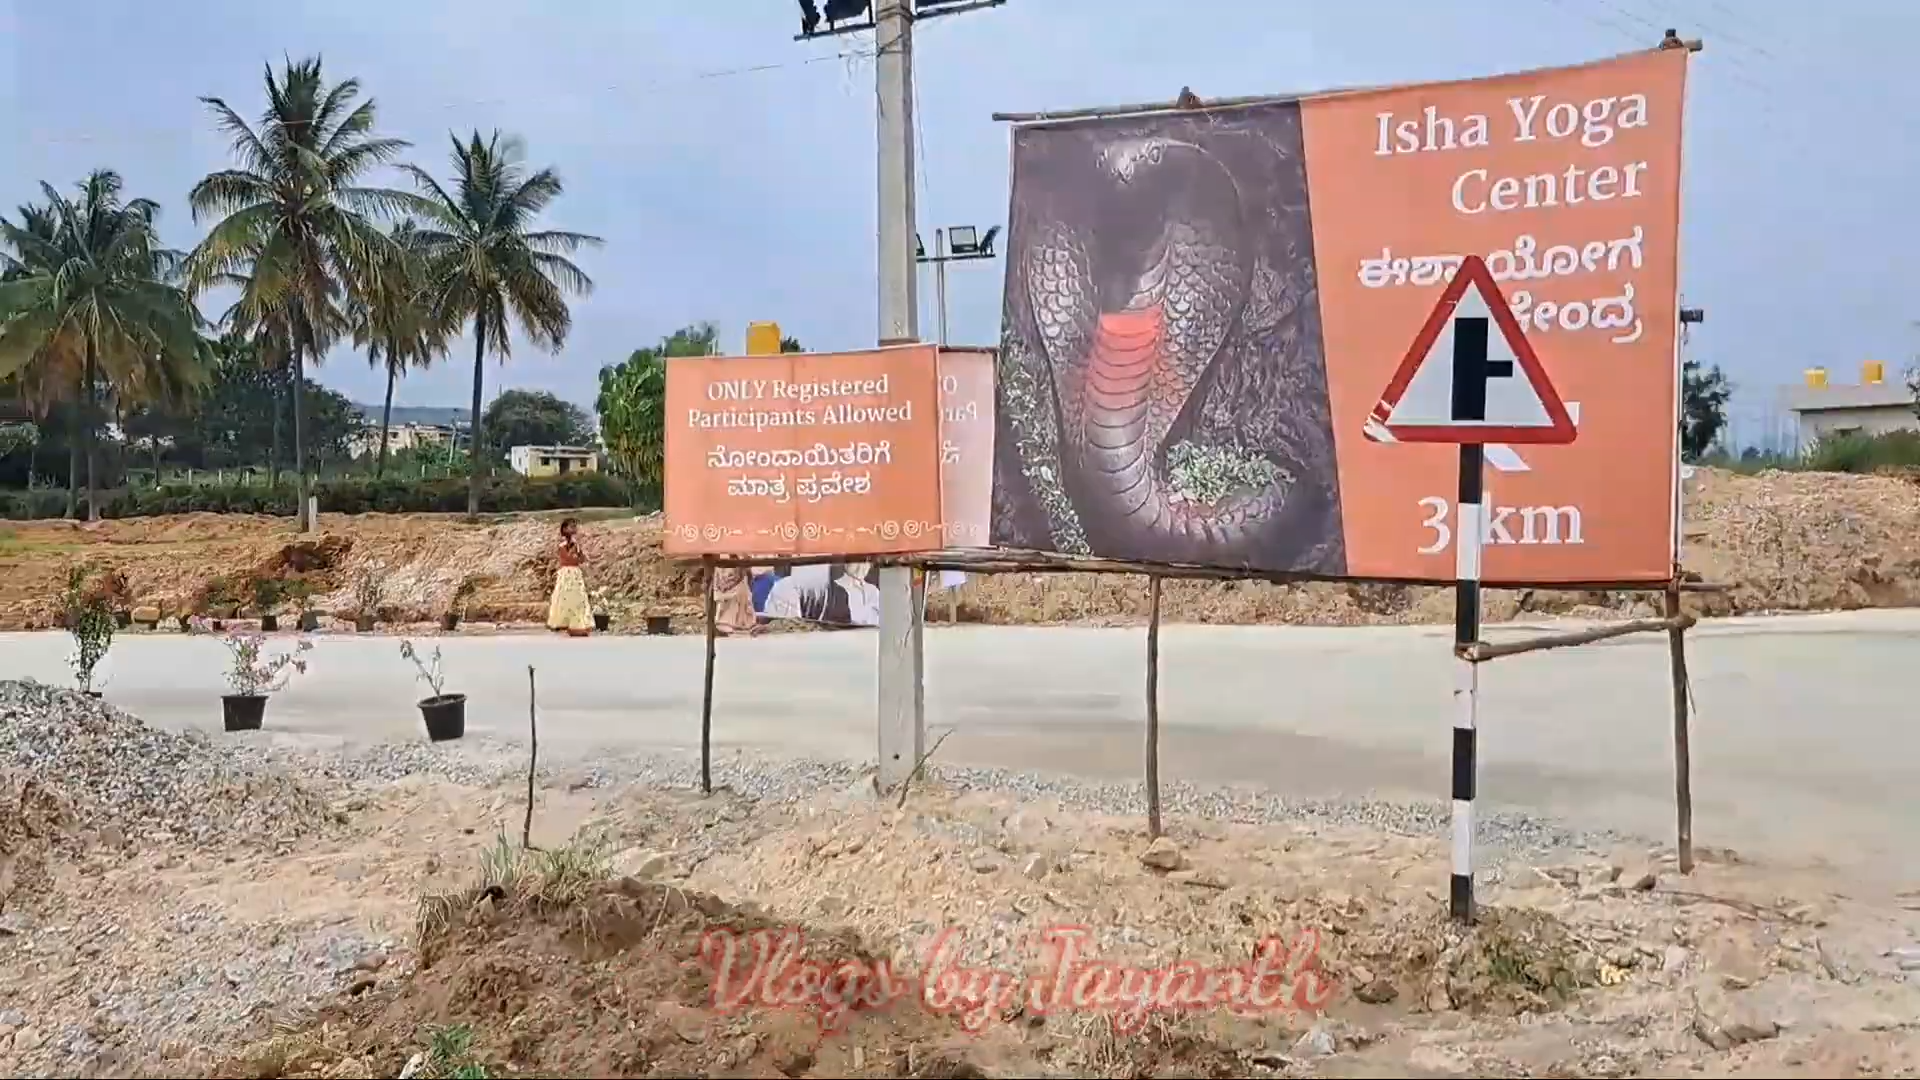 Isha Yoga
Center
ಈಶಾ ಯೋಗ
ಕೇಂದ್ರ
km
ONLY Registered
Participants Allowed
ನೋಂದಾಯಿತರಿಗೆ
ಮಾತ್ರ ಪ್ರವೇಶ
Vlogs by Jayanth